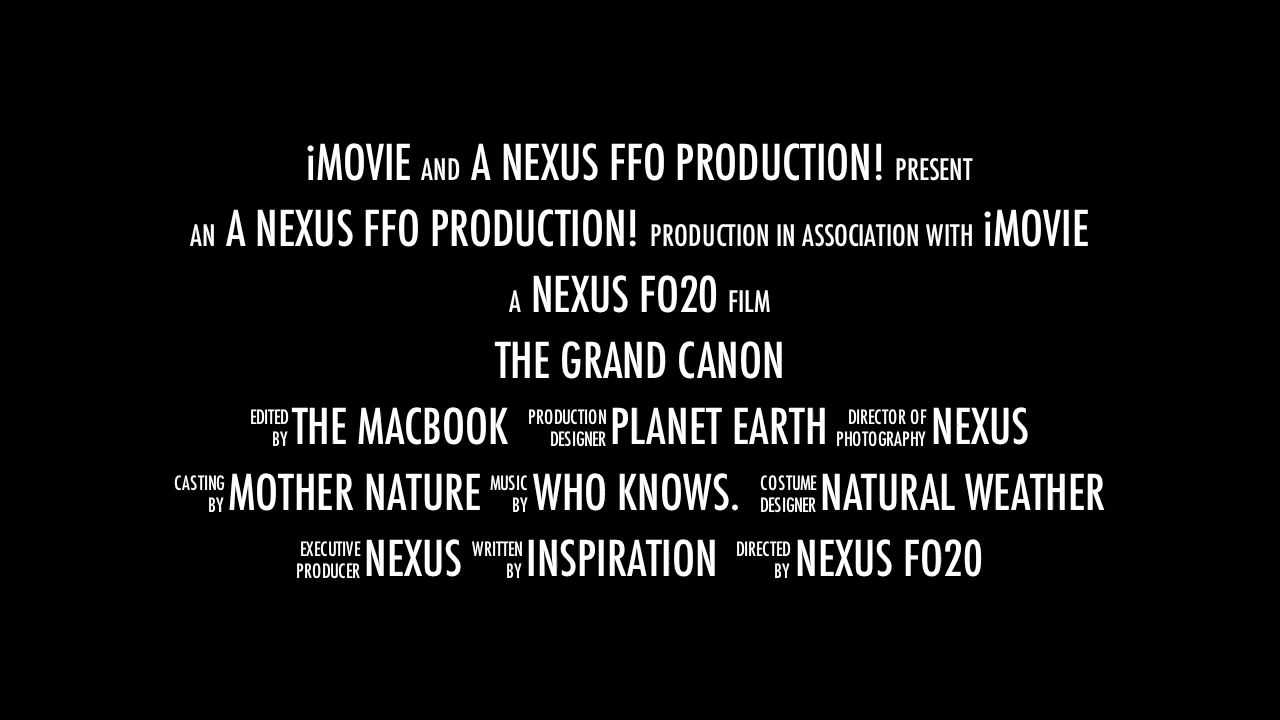 iMOVIE AND A NEXUS FFO PRODUCTION! PRESENT
AN A NEXUS FFO PRODUCTION! PRODUCTION IN ASSOCIATION WITH iMOVIE
A NEXUS FO20 FILM
THE GRAND CANON
EDITED BY THE MACBOOK PRODUCTION DESIGNER PLANET EARTH DIRECTOR OF PHOTOGRAPHY NEXUS
CASTING BY MOTHER NATURE MUSIC BY WHO KNOWS. COSTUME DESIGNER NATURAL WEATHER
EXECUTIVE PRODUCER NEXUS WRITTEN BY INSPIRATION DIRECTED BY NEXUS FO20